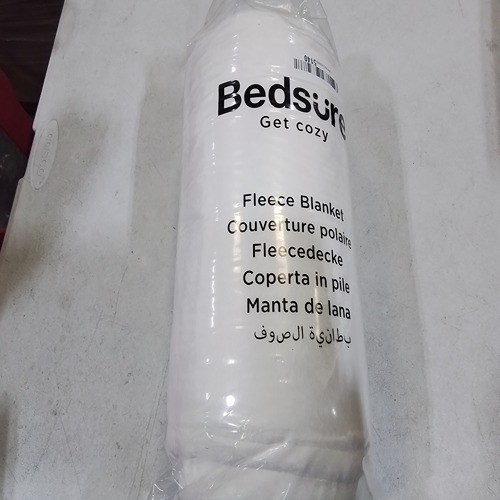 Bedsure
Get cozy
Fleece Blanket
Couverture polaire
Fleecedecke
Coperta in pile
Manta de lana
بطانية الصوف